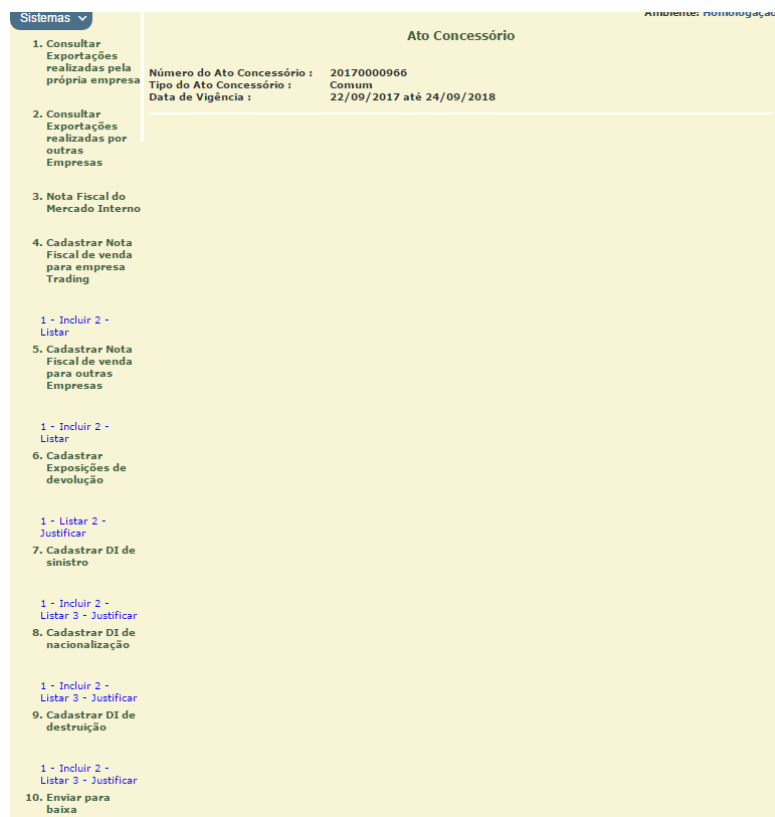 Sistemas
Ambiente: Homologação
Ato Concessório
1. Consultar
Exportações
realizadas pela
própria empresa
Número do Ato Concessório : 20170000966
Tipo do Ato Concessório : Comum
Data de Vigência : 22/09/2017 até 24/09/2018
2. Consultar
Exportações
realizadas por
outras
Empresas
3. Nota Fiscal do
Mercado Interno
4. Cadastrar Nota
Fiscal de venda
para empresa
Trading
1 - Incluir 2 -
Listar
5. Cadastrar Nota
Fiscal de venda
para outras
Empresas
1 - Incluir 2 -
Listar
6. Cadastrar
Exposições de
devolução
1 - Listar 2 -
Justificar
7. Cadastrar DI de
sinistro
1 - Incluir 2 -
Listar 3 - Justificar
8. Cadastrar DI de
nacionalização
1 - Incluir 2 -
Listar 3 - Justificar
9. Cadastrar DI de
destruição
1 - Incluir 2 -
Listar 3 - Justificar
10. Enviar para
baixa